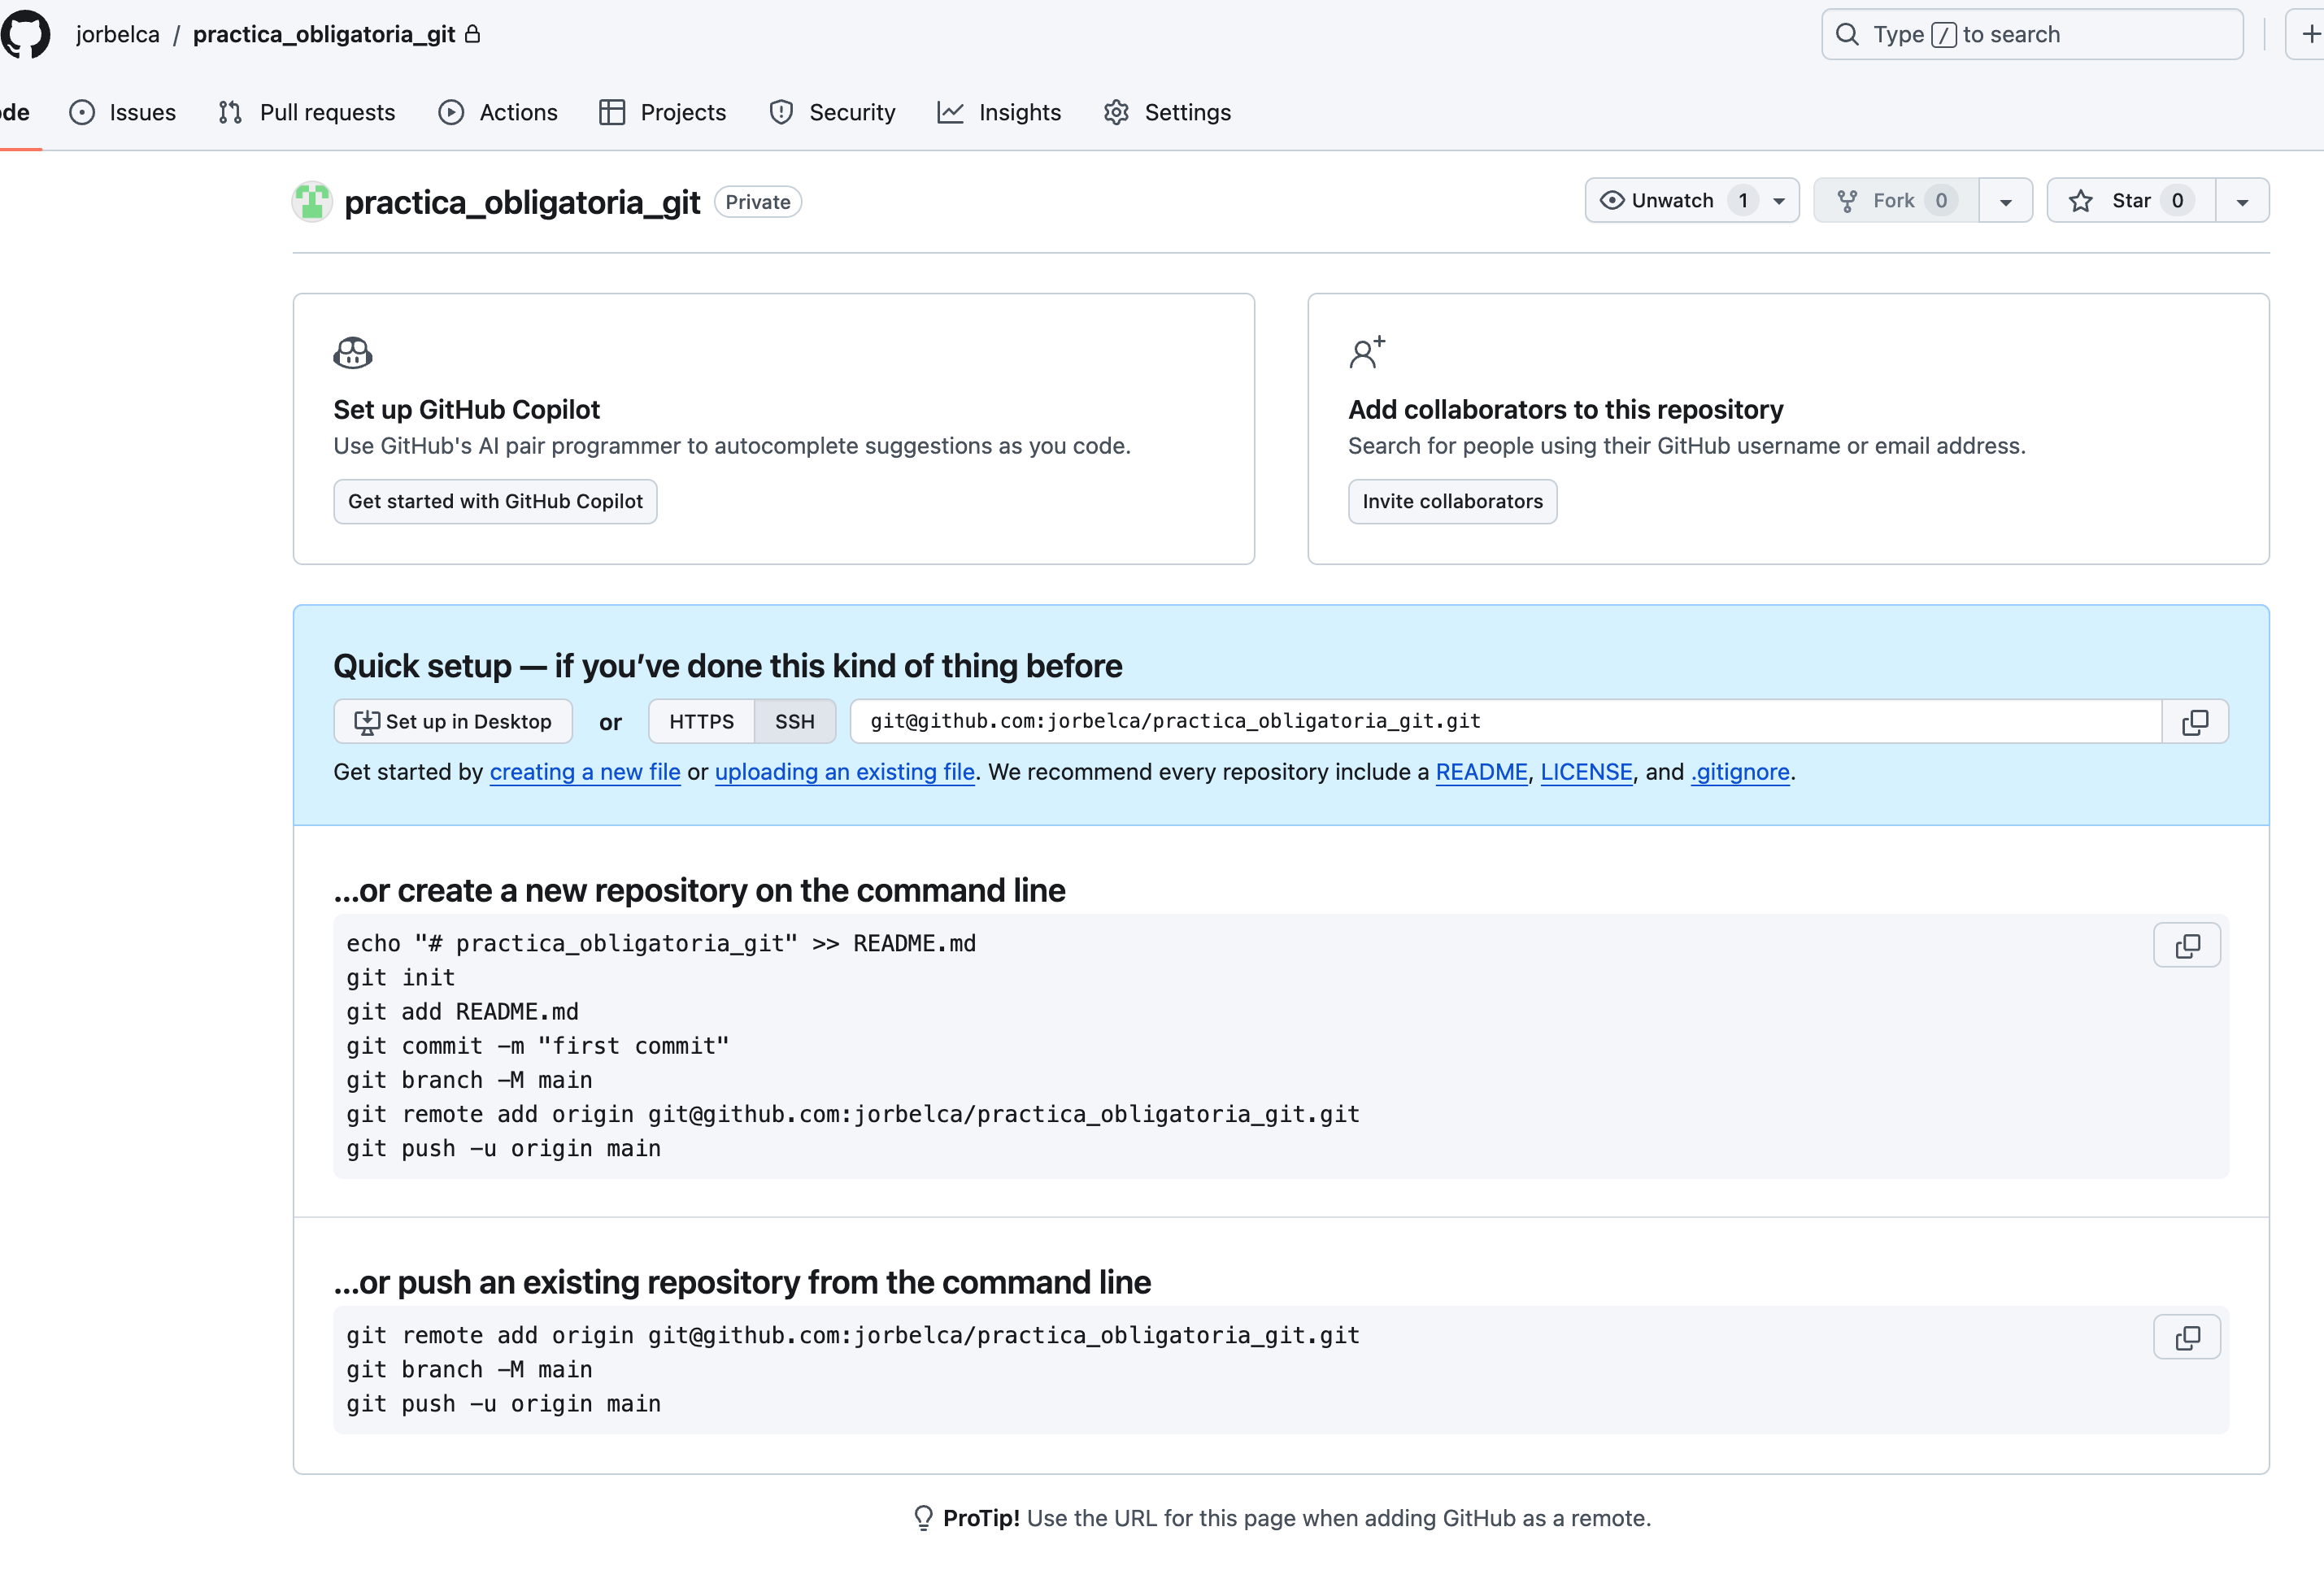 jorbelca / practica_obligatoria_git
Type / to search
de
Issues
Pull requests
Actions
Projects
Security
Insights
Settings
practica_obligatoria_git
Private
Unwatch 1
Fork 0
Star 0
Set up GitHub Copilot
Use GitHub's AI pair programmer to autocomplete suggestions as you code.
Get started with GitHub Copilot
Add collaborators to this repository
Search for people using their GitHub username or email address.
Invite collaborators
Quick setup — if you’ve done this kind of thing before
Set up in Desktop
or
HTTPS
SSH
git@github.com:jorbelca/practica_obligatoria_git.git
Get started by creating a new file or uploading an existing file. We recommend every repository include a README, LICENSE, and .gitignore.
…or create a new repository on the command line
echo "# practica_obligatoria_git" >> README.md
git init
git add README.md
git commit -m "first commit"
git branch -M main
git remote add origin git@github.com:jorbelca/practica_obligatoria_git.git
git push -u origin main
…or push an existing repository from the command line
git remote add origin git@github.com:jorbelca/practica_obligatoria_git.git
git branch -M main
git push -u origin main
ProTip! Use the URL for this page when adding GitHub as a remote.